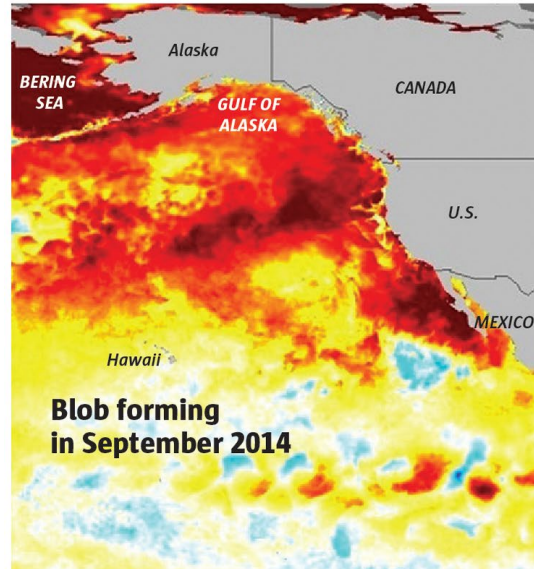 Alaska
BERING
SEA
GULF OF
ALASKA
CANADA
U.S.
MEXICO
Hawaii
Blob forming
in September 2014